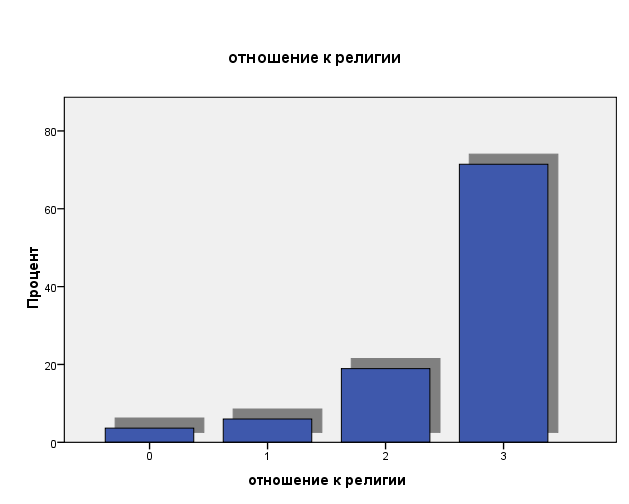 отношение к религии
Процент
80
60
40
20
0
0 1 2 3
отношение к религии